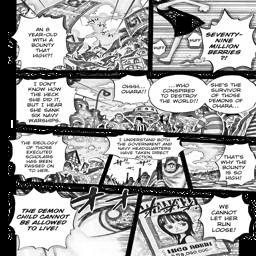 AN 8
YEAR-OLD
WITH A
BOUNTY
THAT
HIGH?!
HUFF
HUFF
SEVENTY-
NINE
MILLION
BERRIES
?!
I DON'T
KNOW HOW
THE HECK
SHE DID
IT, BUT I
HEAR SHE
SANK
SIX NAVY
WARSHIPS.
OHHH...
OHARA!!
...WHO
CONSPIRED
TO DESTROY
THE WORLD!!
SHE'S THE
SURVIVOR
OF THOSE
DEMONS OF
OHARA...
THE IDEOLOGY
OF THOSE
EXECUTED
SCHOLARS
HAS BEEN
PASSED ON
TO HER.
I UNDERSTAND BOTH
THE GOVERNMENT AND
NAVY HEADQUARTERS
HAVE TAKEN DIRECT
ACTION.
THAT'S
WHY THE
BOUNTY
IS SO
HIGH!
THE DEMON
CHILD CANNOT
BE ALLOWED
TO LIVE!
WE
CANNOT
LET HER
RUN
LOOSE!
NICO ROBIN